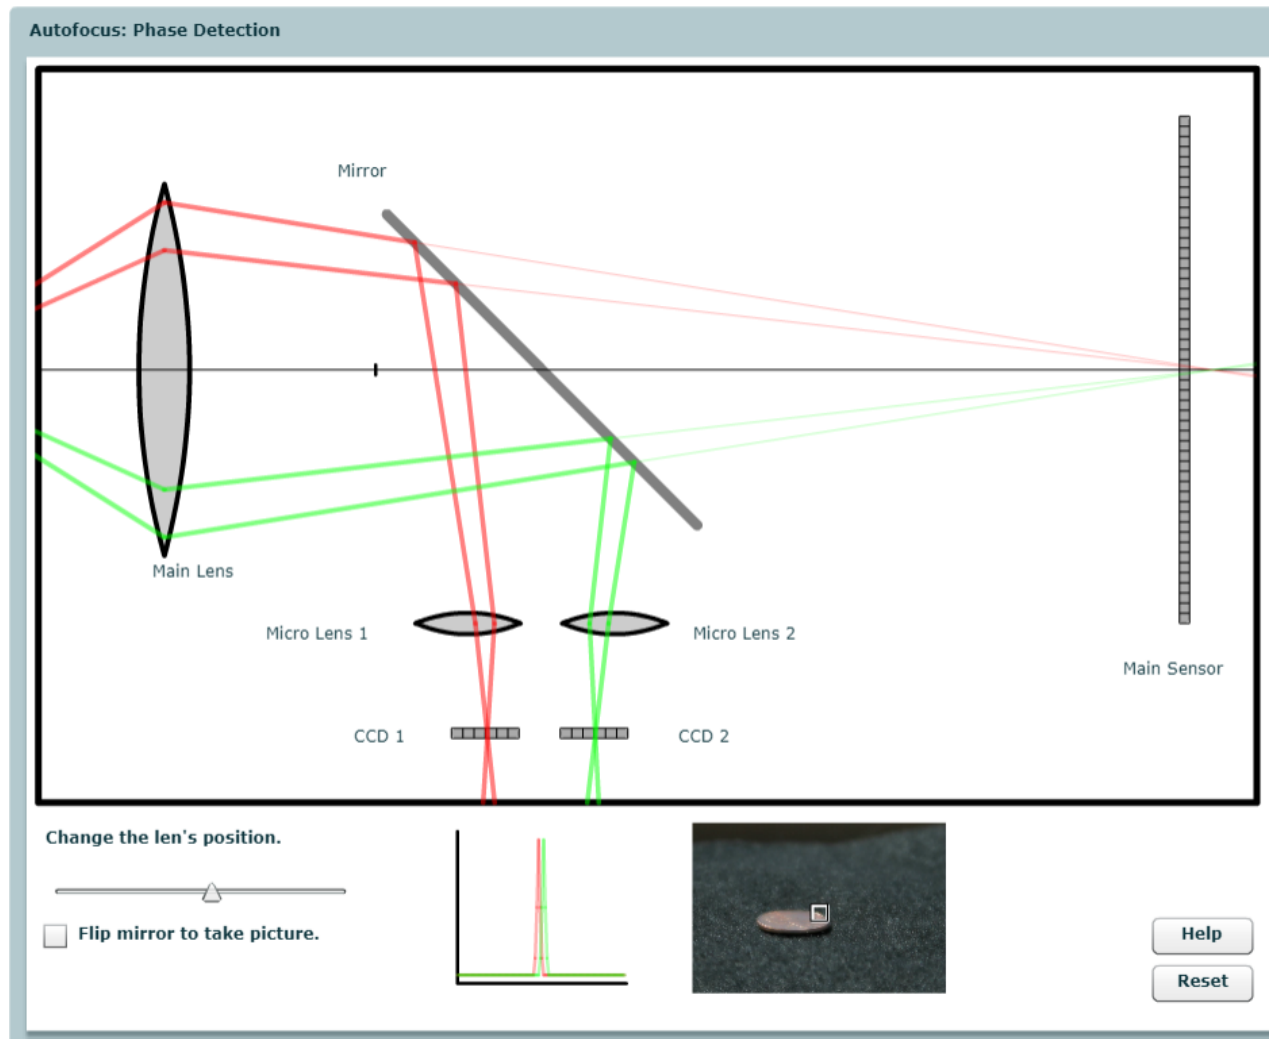 Autofocus: Phase Detection
Mirror
Main Lens
Micro Lens 1
Micro Lens 2
Main Sensor
CCD 1
CCD 2
Change the len's position.
Flip mirror to take picture.
Help
Reset